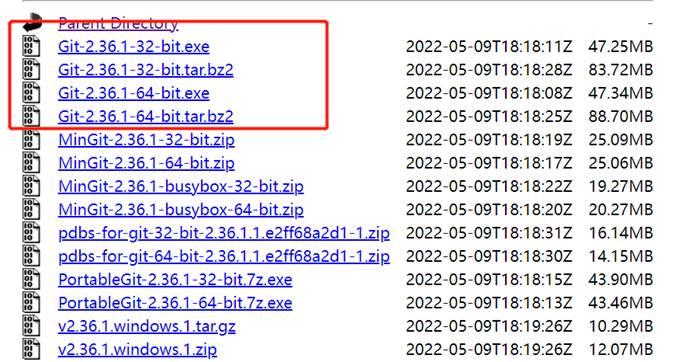 Parent Directory -
Git-2.36.1-32-bit.exe 2022-05-09T18:18:11Z 47.25MB
Git-2.36.1-32-bit.tar.bz2 2022-05-09T18:18:28Z 83.72MB
Git-2.36.1-64-bit.exe 2022-05-09T18:18:08Z 47.34MB
Git-2.36.1-64-bit.tar.bz2 2022-05-09T18:18:25Z 88.70MB
MinGit-2.36.1-32-bit.zip 2022-05-09T18:18:19Z 25.09MB
MinGit-2.36.1-64-bit.zip 2022-05-09T18:18:17Z 25.06MB
MinGit-2.36.1-busybox-32-bit.zip 2022-05-09T18:18:22Z 19.27MB
MinGit-2.36.1-busybox-64-bit.zip 2022-05-09T18:18:20Z 20.27MB
pdbs-for-git-32-bit-2.36.1.1.e2ff68a2d1-1.zip 2022-05-09T18:18:31Z 16.14MB
pdbs-for-git-64-bit-2.36.1.1.e2ff68a2d1-1.zip 2022-05-09T18:18:30Z 14.15MB
PortableGit-2.36.1-32-bit.7z.exe 2022-05-09T18:18:15Z 43.90MB
PortableGit-2.36.1-64-bit.7z.exe 2022-05-09T18:18:13Z 43.46MB
v2.36.1.windows.1.tar.gz 2022-05-09T18:19:26Z 10.29MB
v2.36.1.windows.1.zip 2022-05-09T18:19:26Z 12.07MB